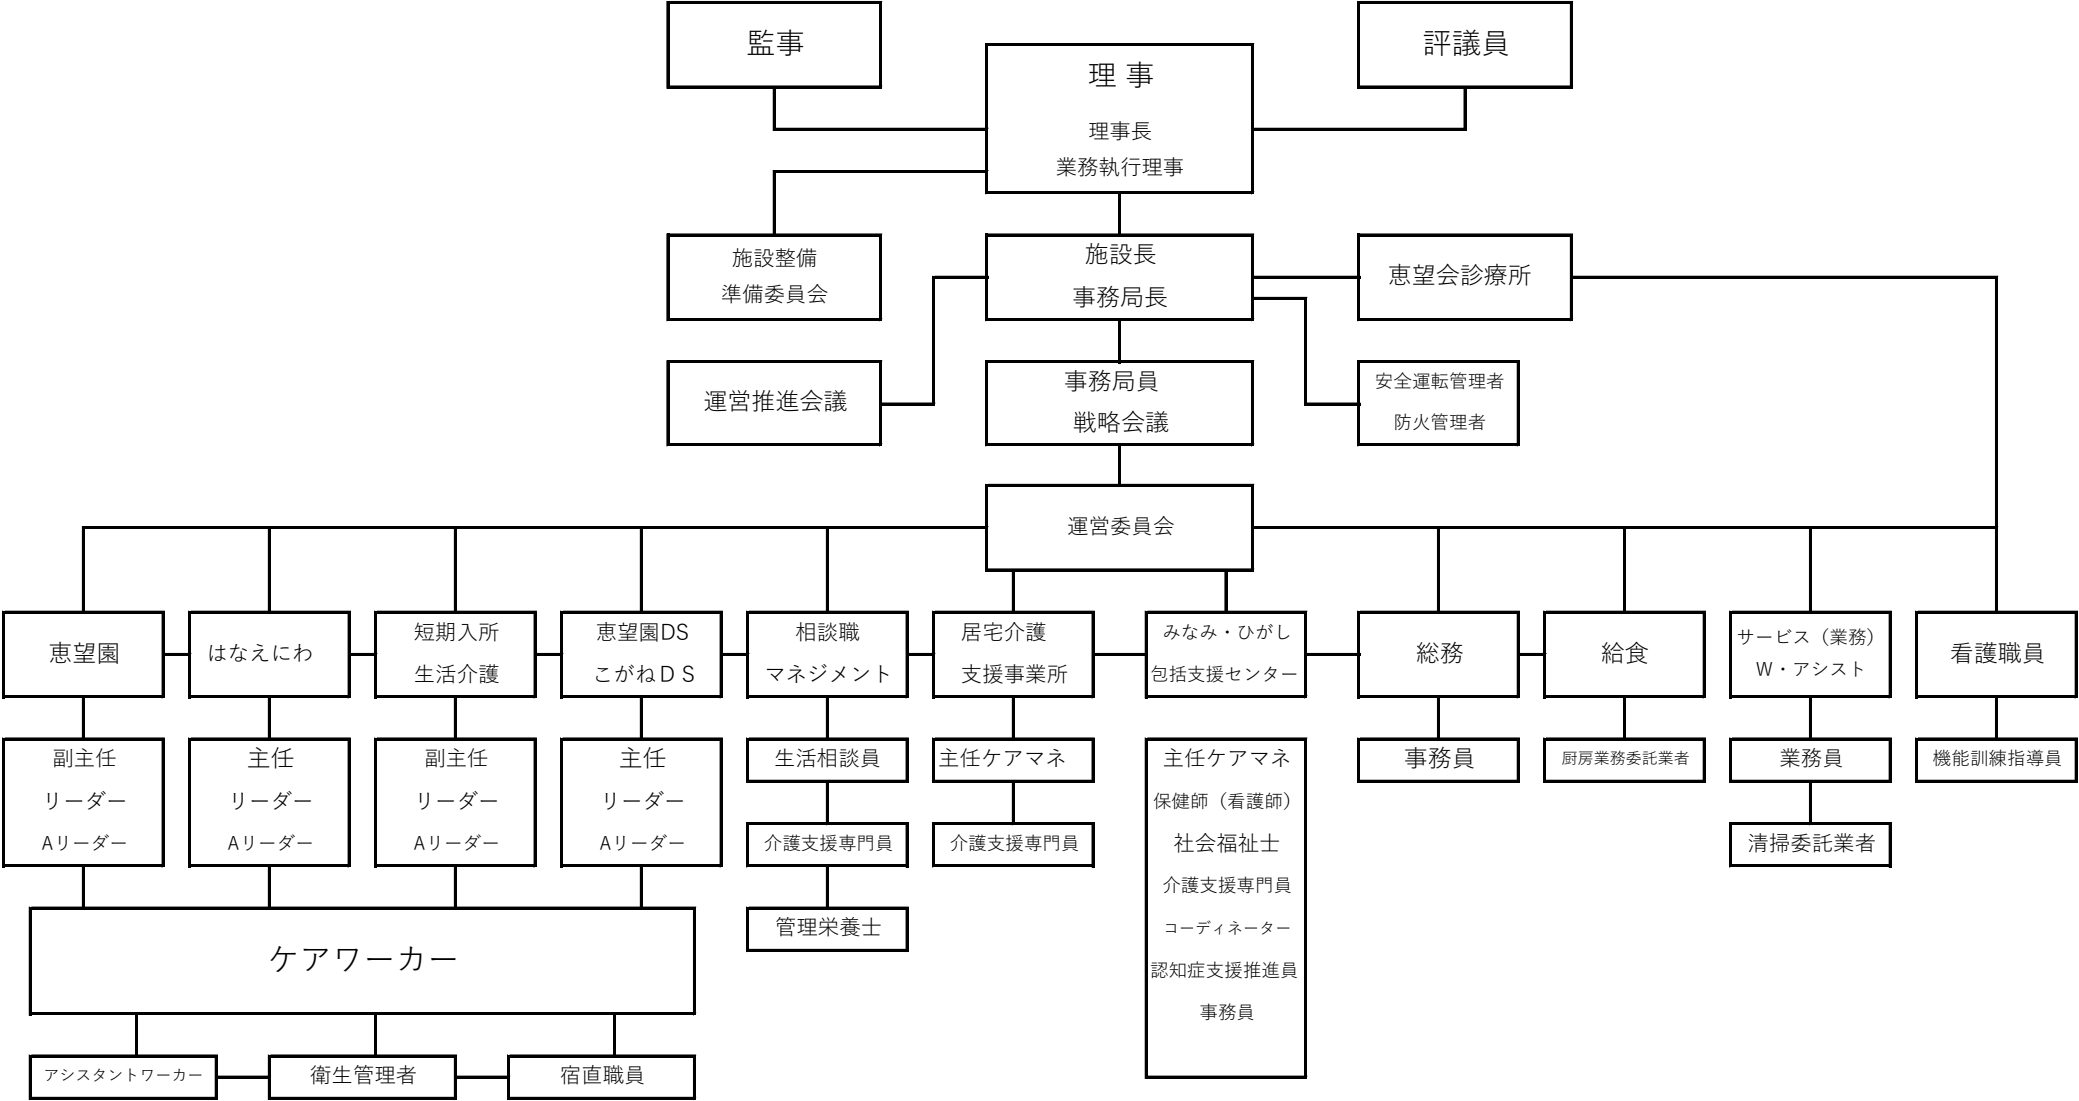 監事
評議員
理 事
理事長
業務執行理事
施設整備
準備委員会
施設長
事務局長
恵望会診療所
運営推進会議
事務局員
戦略会議
安全運転管理者
防火管理者
運営委員会
恵望園
はなえにわ
短期入所
生活介護
恵望園DS
こがねＤＳ
相談職
マネジメント
居宅介護
支援事業所
みなみ・ひがし
包括支援センター
総務
給食
サービス（業務）
W・アシスト
看護職員
副主任
リーダー
Aリーダー
主任
リーダー
Aリーダー
副主任
リーダー
Aリーダー
主任
リーダー
Aリーダー
生活相談員
介護支援専門員
管理栄養士
主任ケアマネ
介護支援専門員
主任ケアマネ
保健師（看護師）
社会福祉士
介護支援専門員
コーディネーター
認知症支援推進員
事務員
事務員
厨房業務委託業者
業務員
清掃委託業者
機能訓練指導員
ケアワーカー
アシスタントワーカー
衛生管理者
宿直職員